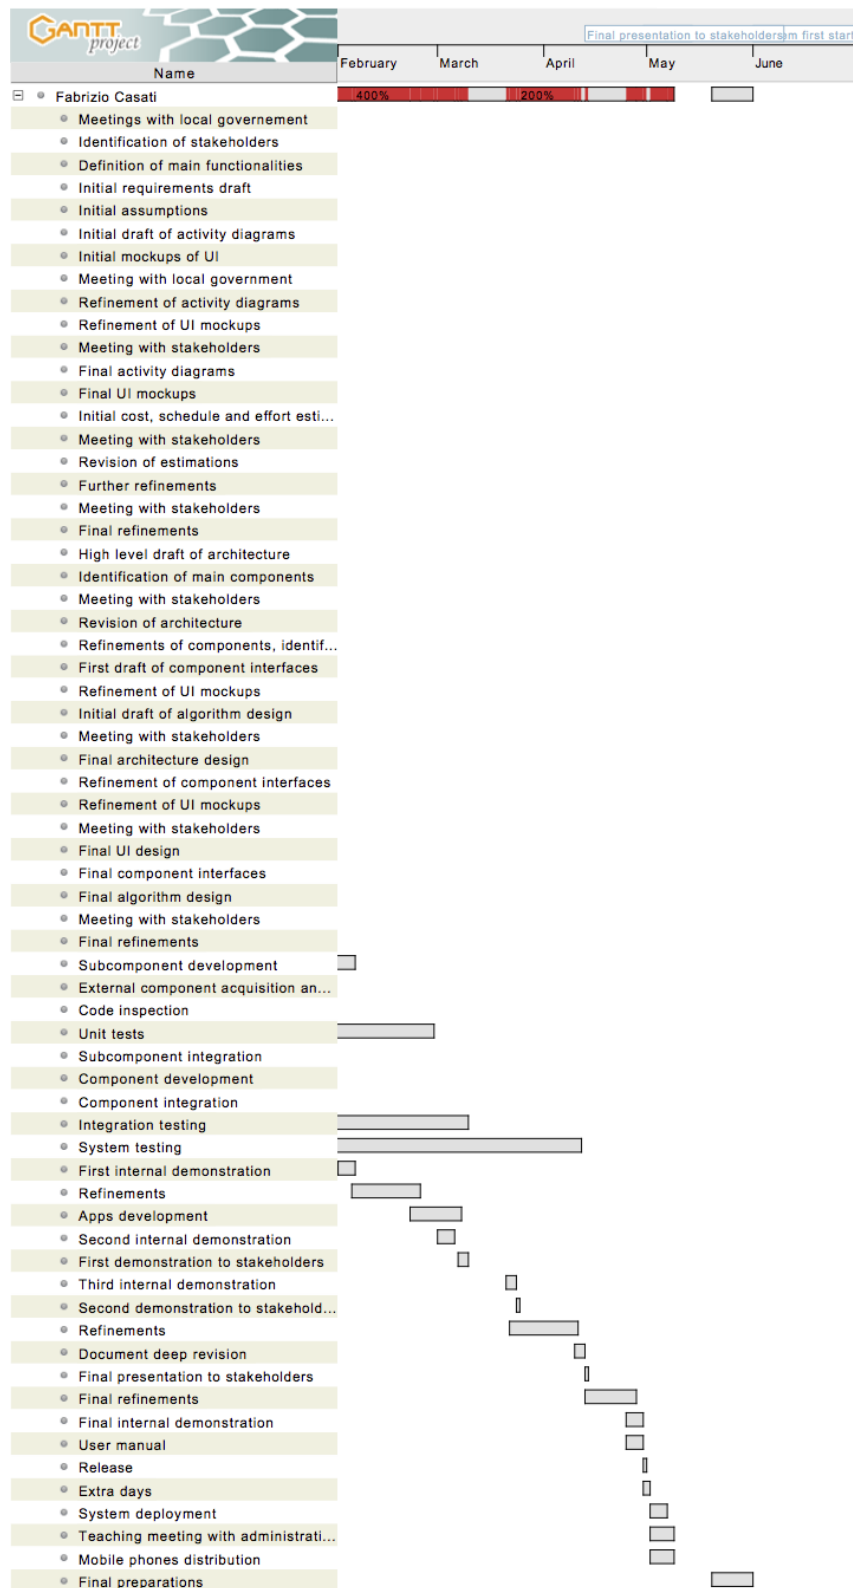 GANTT
project
Final presentation to stakeholders
m first start
Name
February
March
April
May
June
Fabrizio Casati
400%
200%
Meetings with local governement
Identification of stakeholders
Definition of main functionalities
Initial requirements draft
Initial assumptions
Initial draft of activity diagrams
Initial mockups of UI
Meeting with local government
Refinement of activity diagrams
Refinement of UI mockups
Meeting with stakeholders
Final activity diagrams
Final UI mockups
Initial cost, schedule and effort esti...
Meeting with stakeholders
Revision of estimations
Further refinements
Meeting with stakeholders
Final refinements
High level draft of architecture
Identification of main components
Meeting with stakeholders
Revision of architecture
Refinements of components, identif...
First draft of component interfaces
Refinement of UI mockups
Initial draft of algorithm design
Meeting with stakeholders
Final architecture design
Refinement of component interfaces
Refinement of UI mockups
Meeting with stakeholders
Final UI design
Final component interfaces
Final algorithm design
Meeting with stakeholders
Final refinements
Subcomponent development
External component acquisition an...
Code inspection
Unit tests
Subcomponent integration
Component development
Component integration
Integration testing
System testing
First internal demonstration
Refinements
Apps development
Second internal demonstration
First demonstration to stakeholders
Third internal demonstration
Second demonstration to stakehold...
Refinements
Document deep revision
Final presentation to stakeholders
Final refinements
Final internal demonstration
User manual
Release
Extra days
System deployment
Teaching meeting with administrati...
Mobile phones distribution
Final preparations